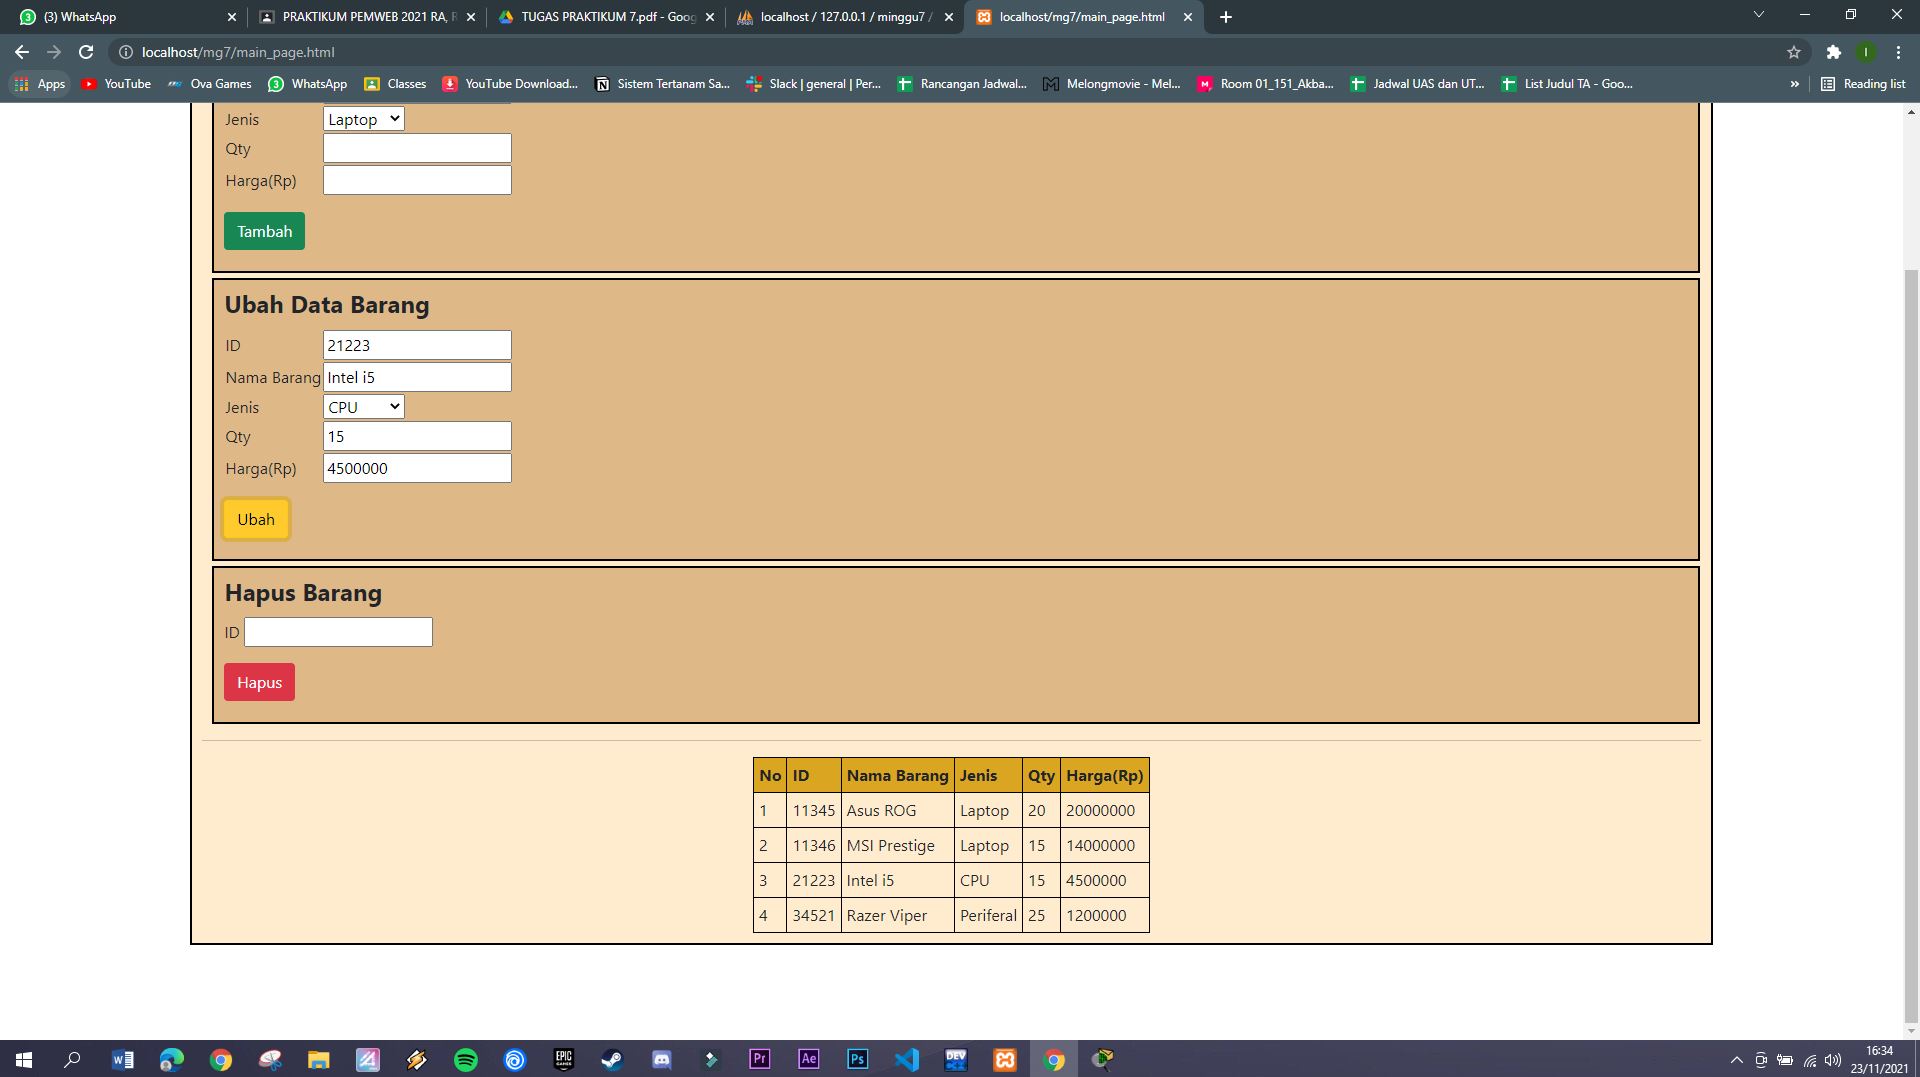 (3) WhatsApp
PRAKTIKUM PEMWEB 2021 RA, R
TUGAS PRAKTIKUM 7.pdf - Goog
localhost / 127.0.0.1 / minggu7 /
localhost/mg7/main_page.html
localhost/mg7/main_page.html
I
Apps
YouTube
Ova Games
WhatsApp
Classes
YouTube Download...
Sistem Tertanam Sa...
Slack | general | Per...
Rancangan Jadwal...
Melongmovie - Mel...
Room 01_151_Akba...
Jadwal UAS dan UT...
List Judul TA - Goo...
»
Reading list
Jenis Laptop
Qty
Harga(Rp)
Tambah
Ubah Data Barang
ID 21223
Nama Barang Intel i5
Jenis CPU
Qty 15
Harga(Rp) 4500000
Ubah
Hapus Barang
ID
Hapus
No ID Nama Barang Jenis Qty Harga(Rp)
1 11345 Asus ROG Laptop 20 20000000
2 11346 MSI Prestige Laptop 15 14000000
3 21223 Intel i5 CPU 15 4500000
4 34521 Razer Viper Periferal 25 1200000
EPIC GAMES
Pr
Ae
Ps
DEV
16:34
23/11/2021